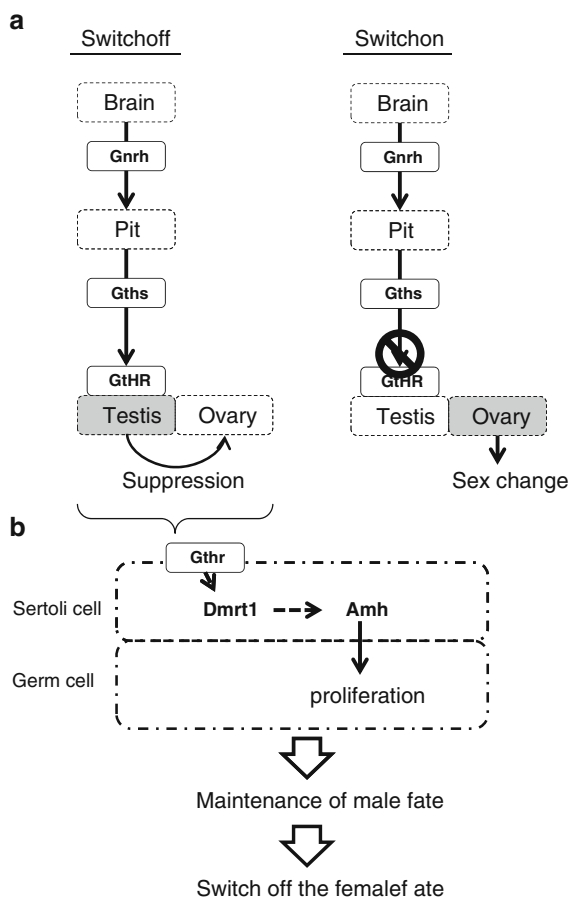 a
Switchoff
Switchon
Brain
Brain
Gnrh
Gnrh
Pit
Pit
Gths
Gths
GtHR
GtHR
Testis
Ovary
Testis
Ovary
Suppression
Sex change
b
Gthr
Sertoli cell
Dmrt1
Amh
Germ cell
proliferation
Maintenance of male fate
Switch off the femalef ate